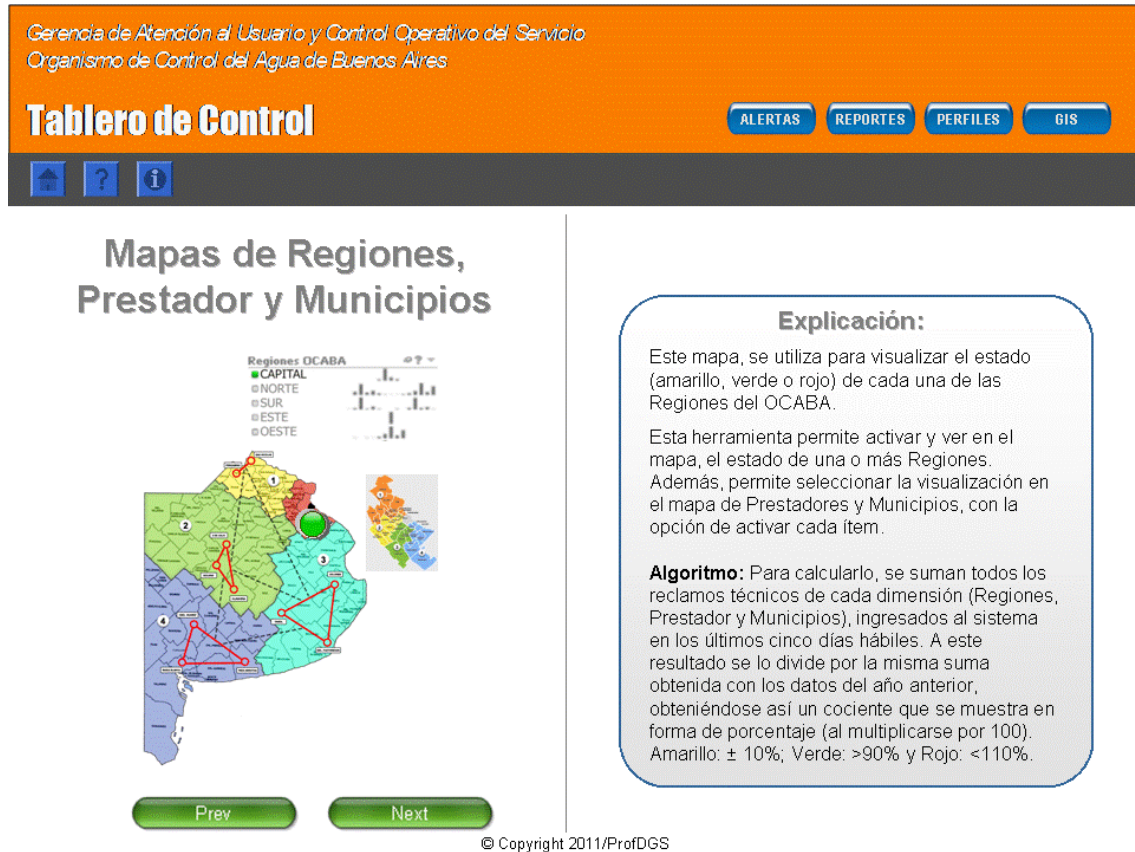 Gerencia de Atención al Usuario y Control Operativo del Servicio
Organismo de Control del Agua de Buenos Aires
Tablero de Control
ALERTAS
REPORTES
PERFILES
GIS
Mapas de Regiones,
Prestador y Municipios
Regiones OCABA
CAPITAL
NORTE
SUR
ESTE
OESTE
1
2
3
4
Prev
Next
Explicación:
Este mapa, se utiliza para visualizar el estado
(amarillo, verde o rojo) de cada una de las
Regiones del OCABA.
Esta herramienta permite activar y ver en el
mapa, el estado de una o más Regiones.
Además, permite seleccionar la visualización en
el mapa de Prestadores y Municipios, con la
opción de activar cada ítem.
Algoritmo: Para calcularlo, se suman todos los
reclamos técnicos de cada dimensión (Regiones,
Prestador y Municipios), ingresados al sistema
en los últimos cinco días hábiles. A este
resultado se lo divide por la misma suma
obtenida con los datos del año anterior,
obteniéndose así un cociente que se muestra en
forma de porcentaje (al multiplicarse por 100).
Amarillo: ± 10%; Verde: >90% y Rojo: <110%.
© Copyright 2011/ProfDGS